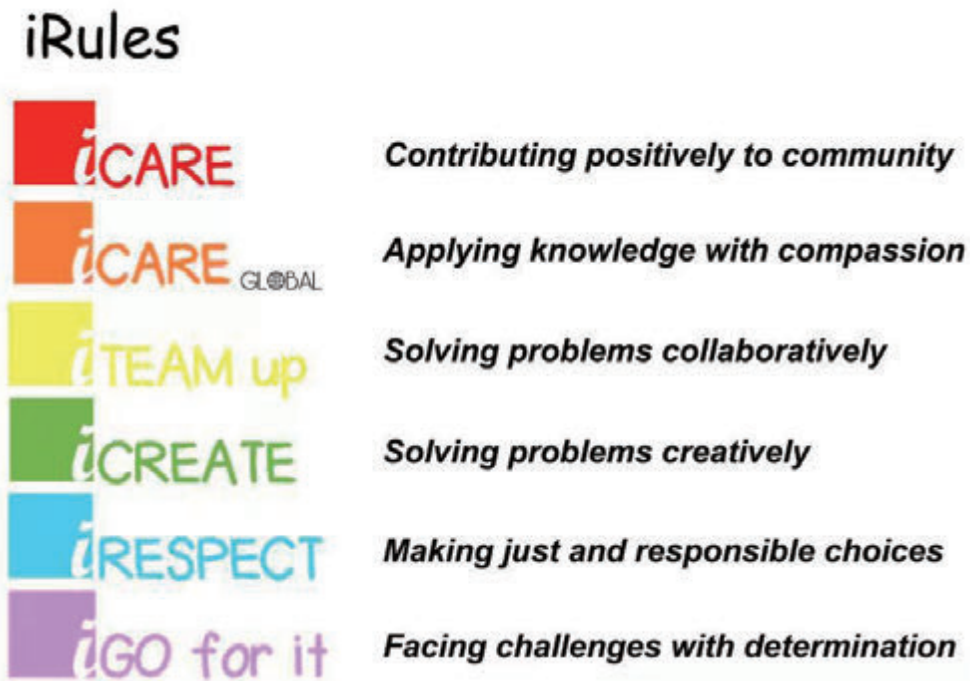 iRules
iCARE Contributing positively to community
iCARE GLOBAL Applying knowledge with compassion
iTEAM up Solving problems collaboratively
iCREATE Solving problems creatively
iRESPECT Making just and responsible choices
iGO for it Facing challenges with determination